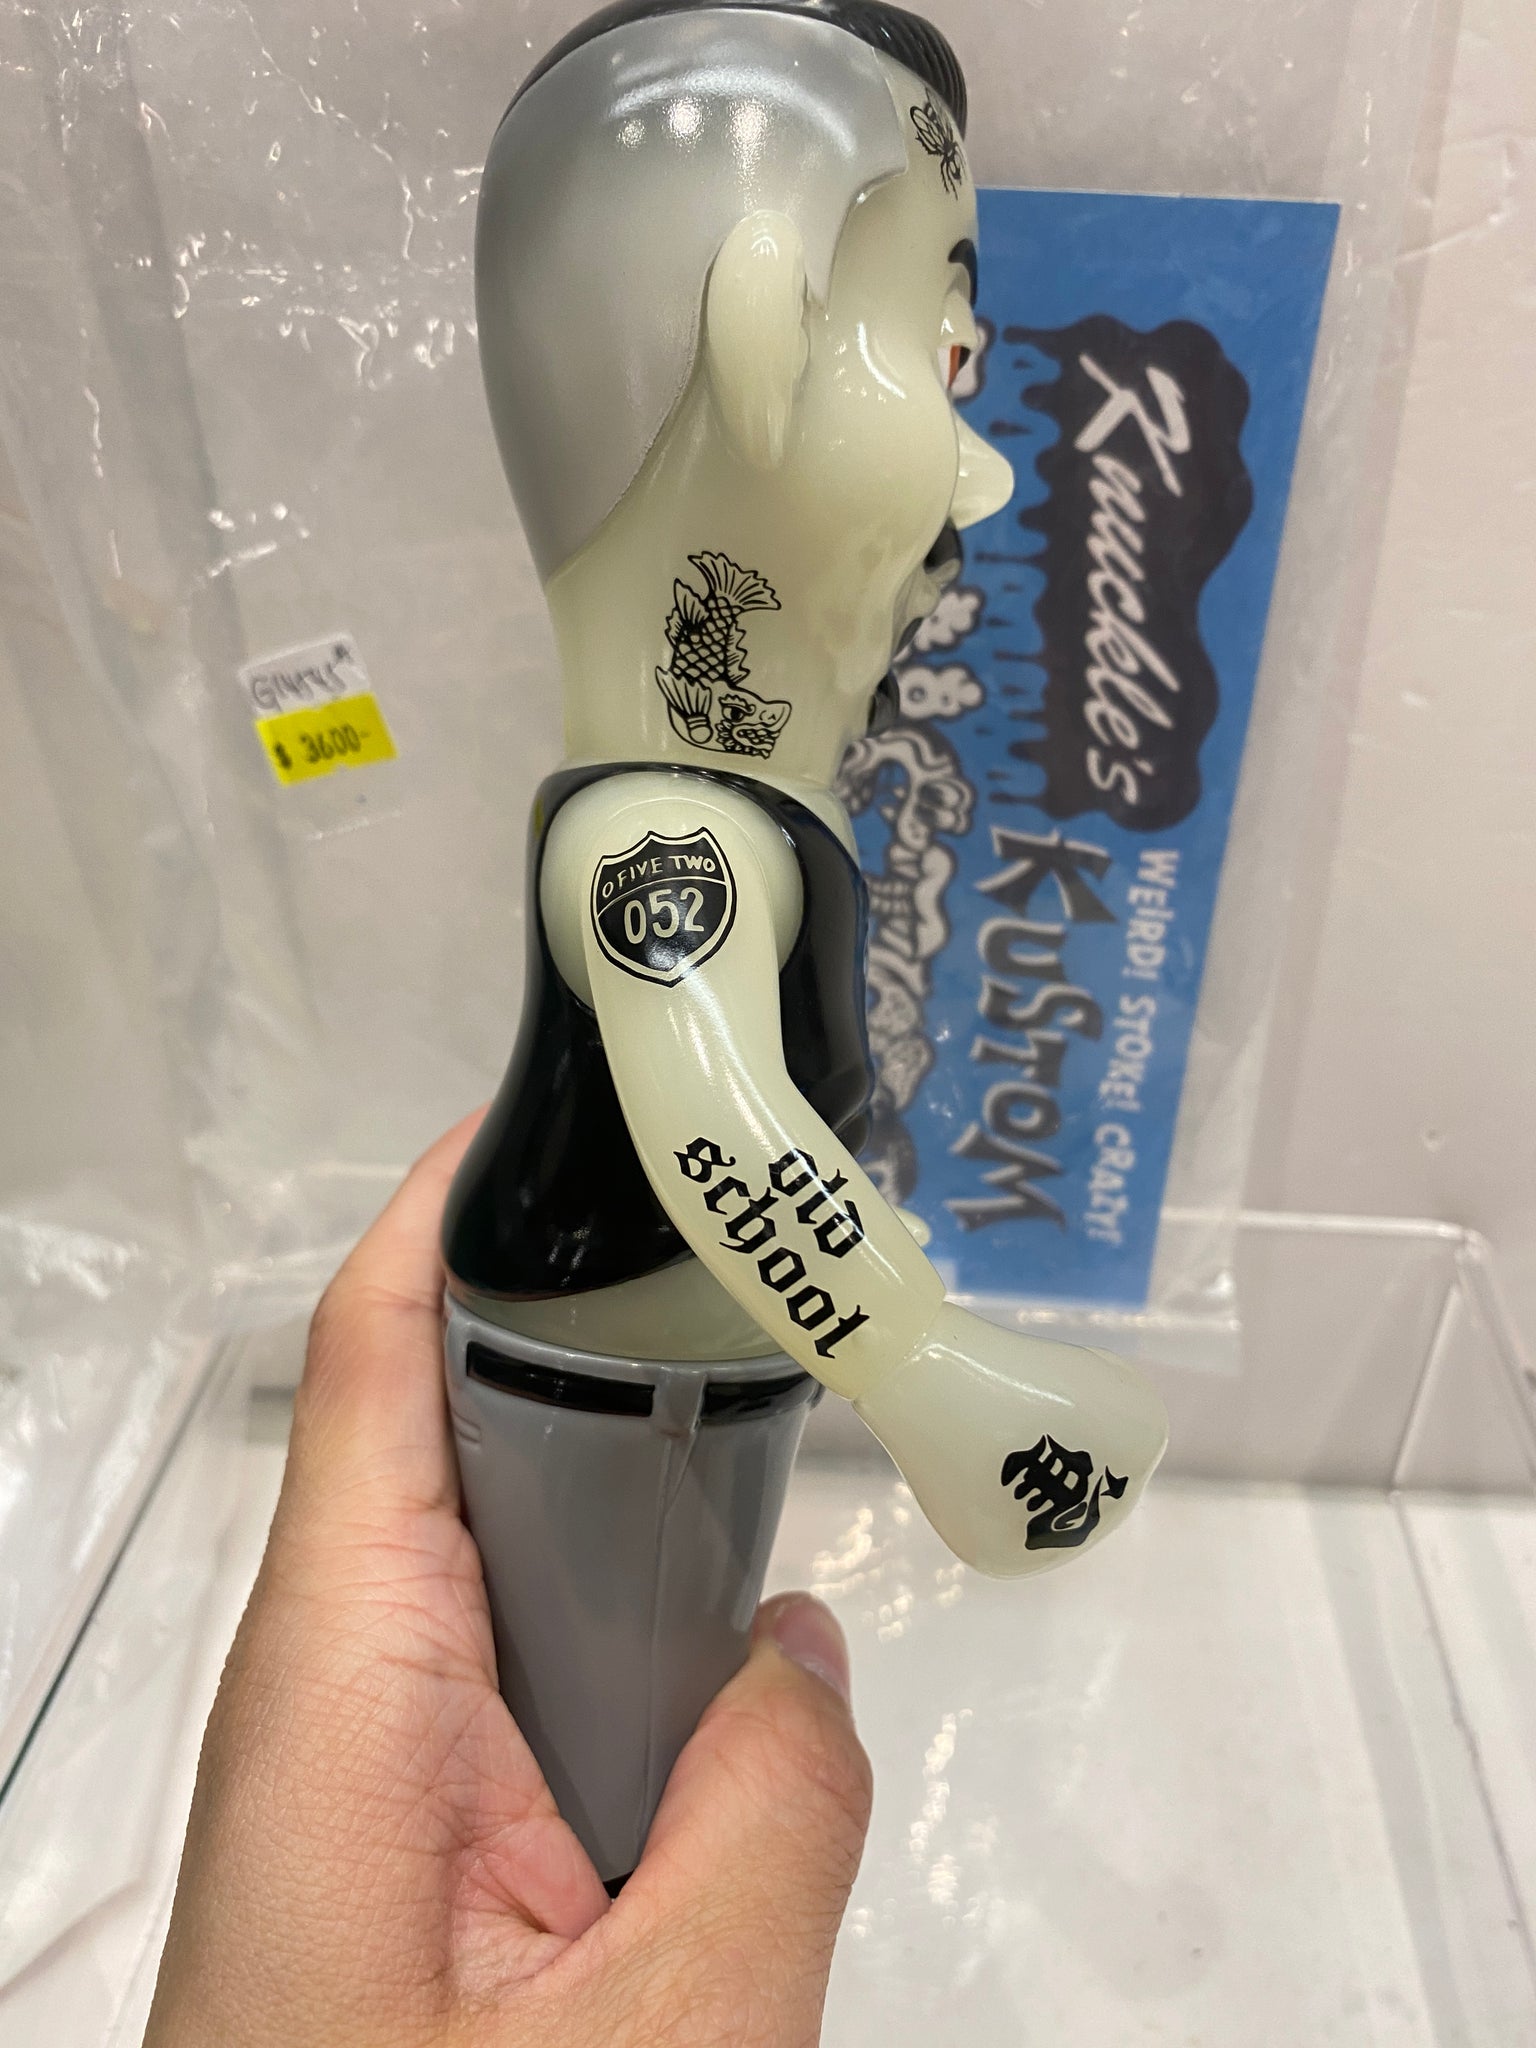 $ 3600-
Knuckle's
KUSTOM
WEIRD! STOKE! CRAZY!
O FIVE TWO
052
old
school